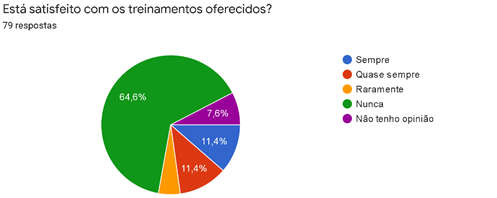 Está satisfeito com os treinamentos oferecidos?
79 respostas
Sempre
Quase sempre
Raramente
Nunca
Não tenho opinião
64,6%
7,6%
11,4%
11,4%